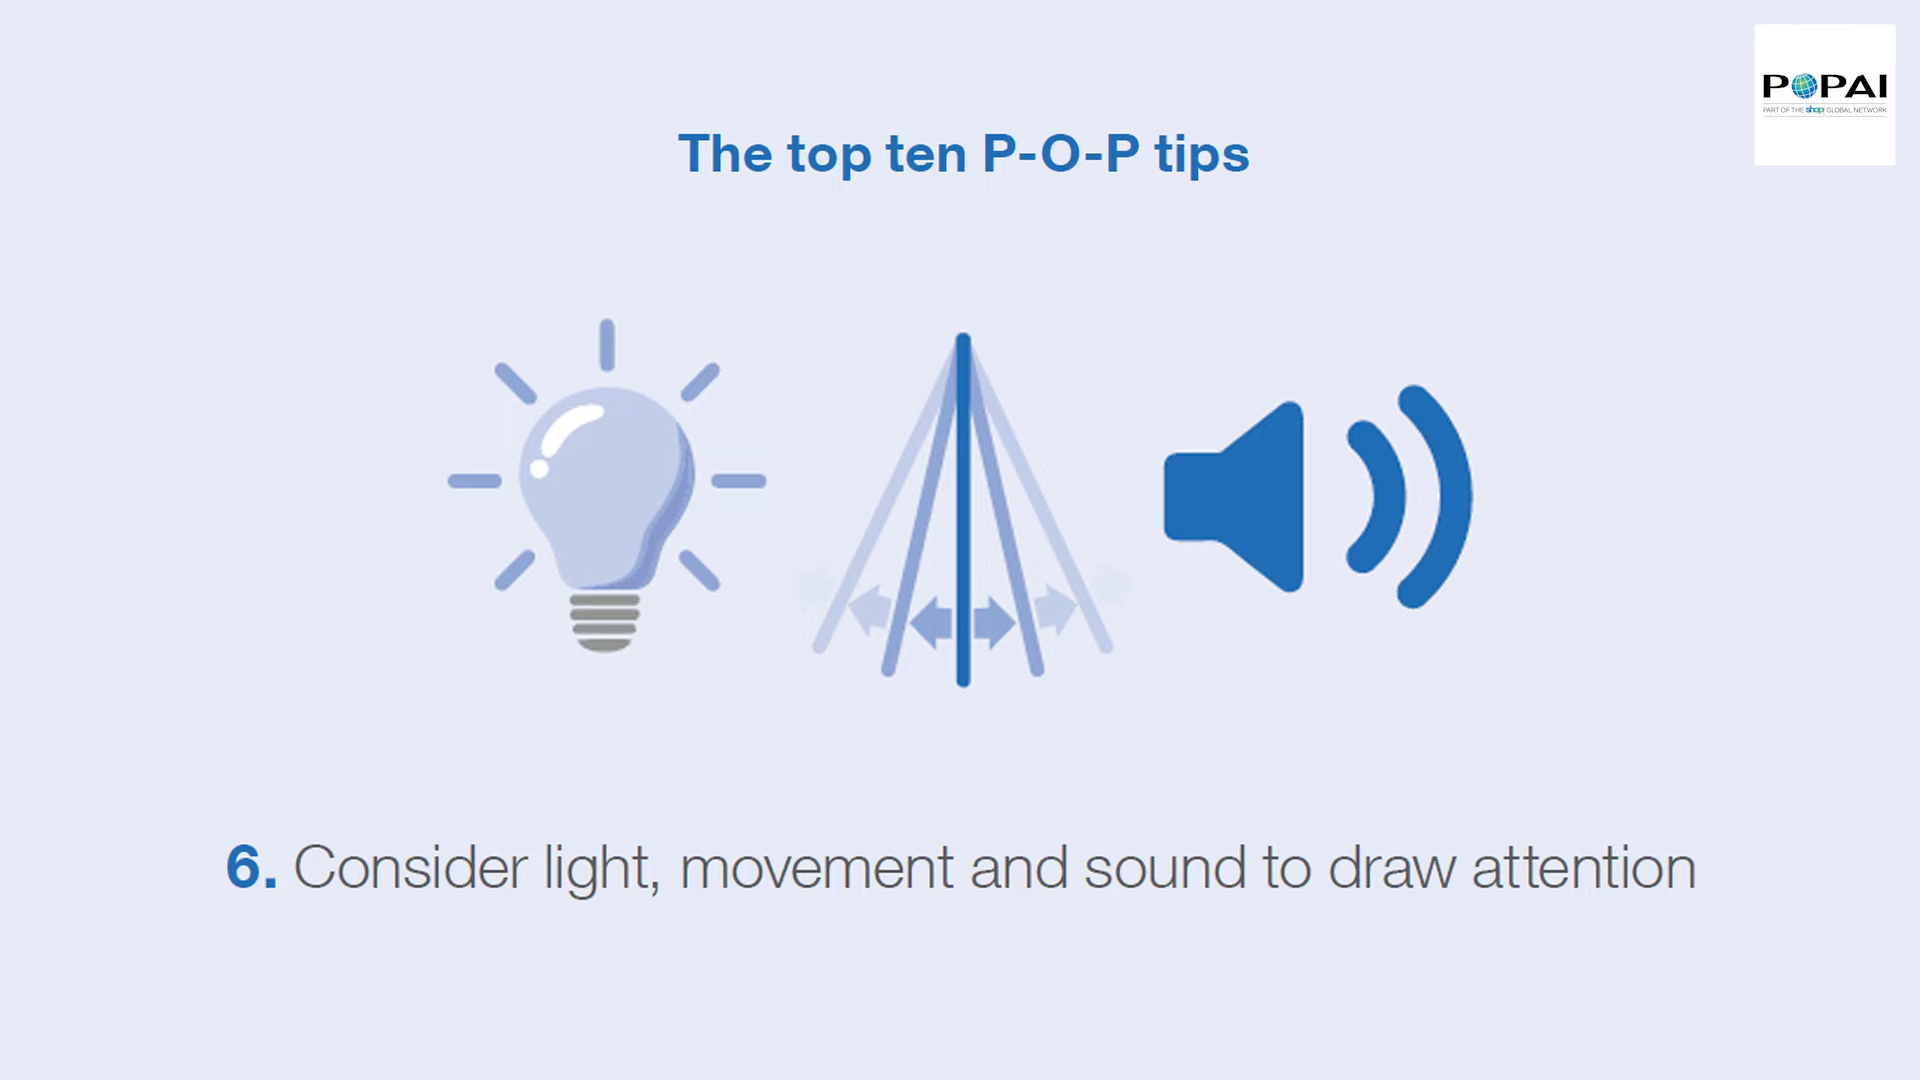 POPAI
PART OF THE shop! GLOBAL NETWORK
The top ten P-O-P tips
6. Consider light, movement and sound to draw attention